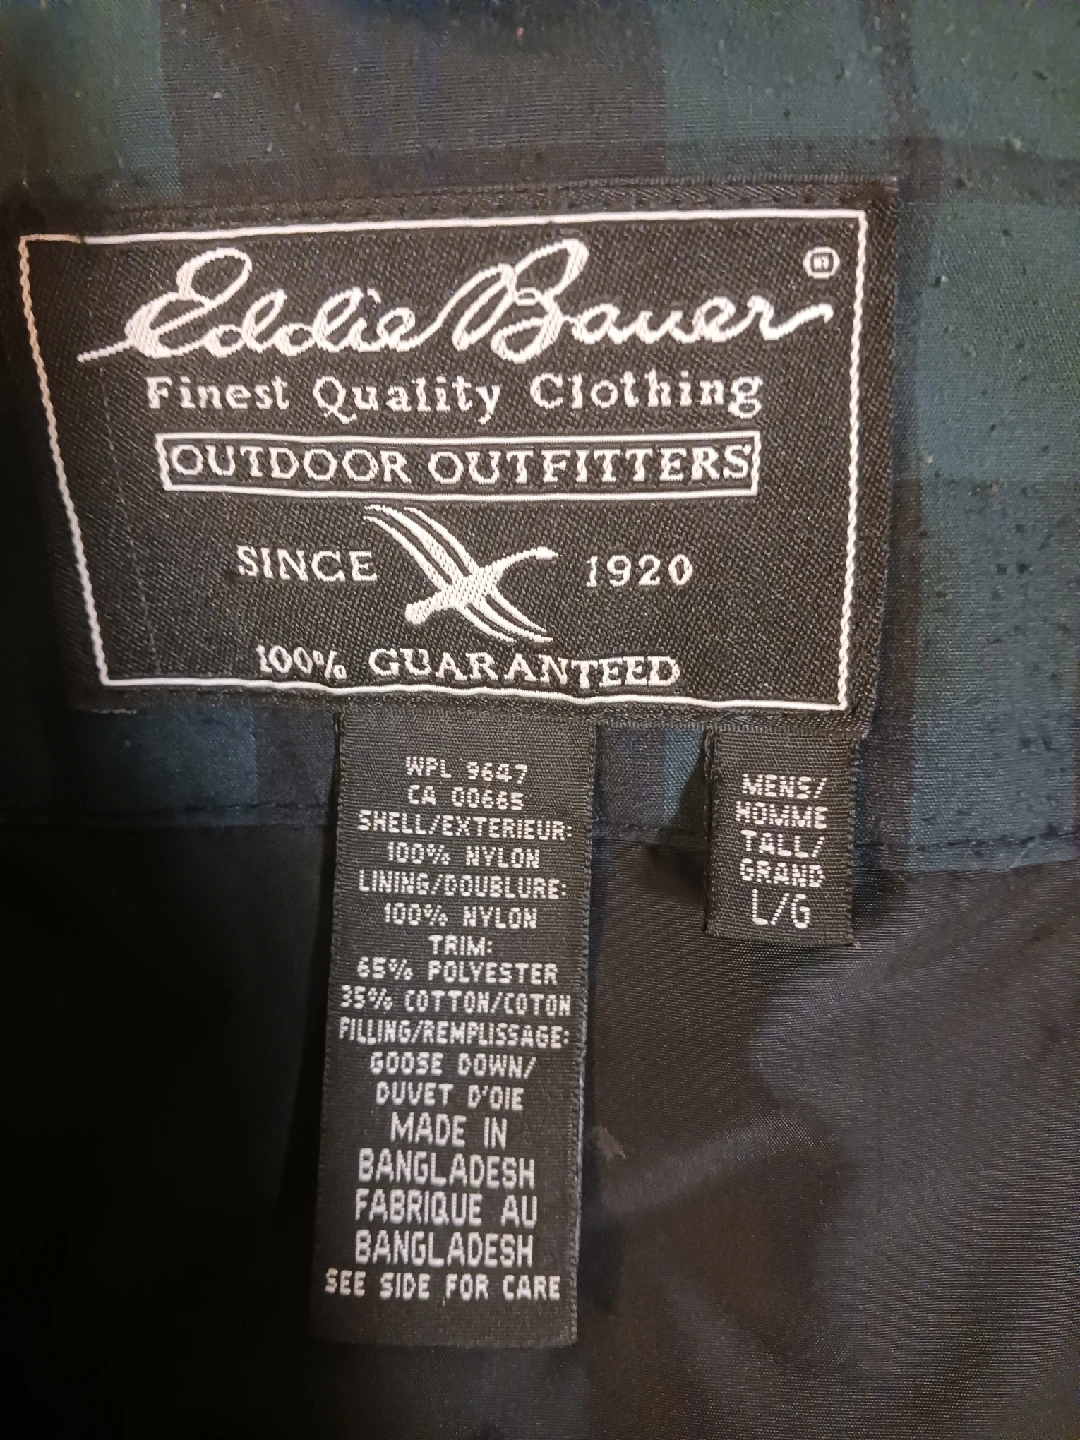 Eddie Bauer®
Finest Quality Clothing
OUTDOOR OUTFITTERS
SINCE 1920
100% GUARANTEED
WPL 9647
CA 00665
SHELL/EXTERIEUR:
100% NYLON
LINING/DOUBLURE:
100% NYLON
TRIM:
65% POLYESTER
35% COTTON/COTON
FILLING/REMPLISSAGE:
GOOSE DOWN/
DUVET D'OIE
MADE IN
BANGLADESH
FABRIQUE AU
BANGLADESH
SEE SIDE FOR CARE
MENS/
HOMME
TALL/
GRAND
L/G